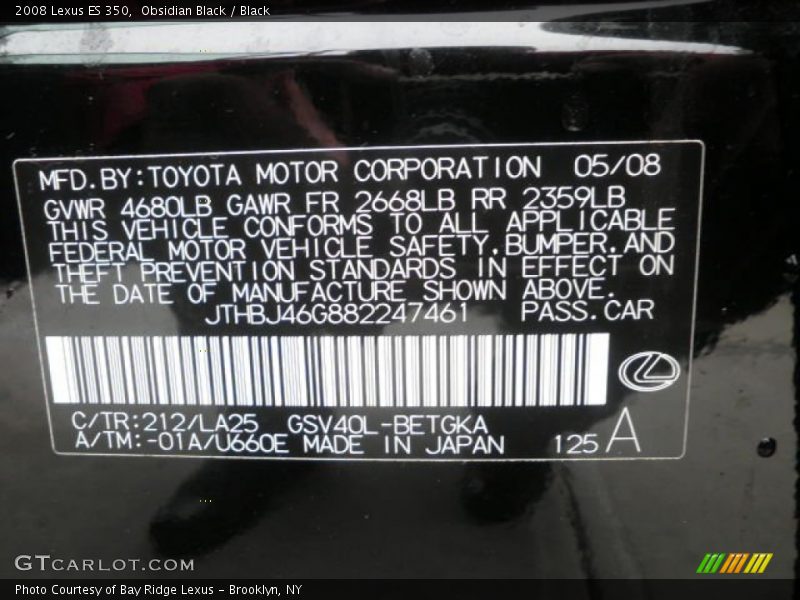 2008 Lexus ES 350,  Obsidian Black / Black
MFD.BY:TOYOTA MOTOR CORPORATION 05/08
GVWR 4680LB GAWR FR 2668LB RR 2359LB
THIS VEHICLE CONFORMS TO ALL APPLICABLE
FEDERAL MOTOR VEHICLE SAFETY.BUMPER.AND
THEFT PREVENTION STANDARDS IN EFFECT ON
THE DATE OF MANUFACTURE SHOWN ABOVE.
JTHBJ46G882247461 PASS.CAR
C/TR:212/LA25 GSV40L-BETGKA
A/TM:-01A/U660E MADE IN JAPAN 125 A
GTCARLOT.COM
Photo Courtesy of Bay Ridge Lexus – Brooklyn, NY